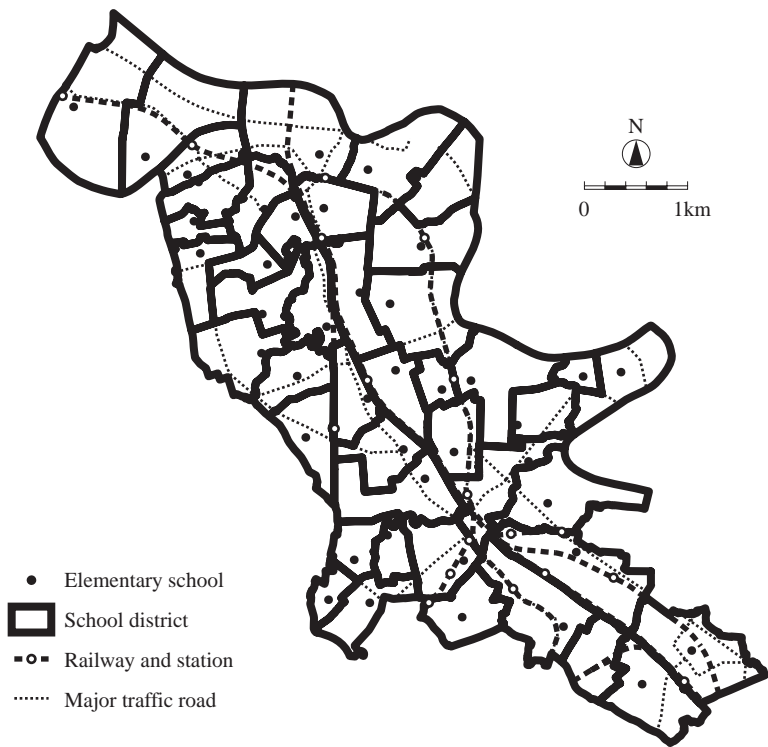 N
0 1km
Elementary school
School district
Railway and station
Major traffic road